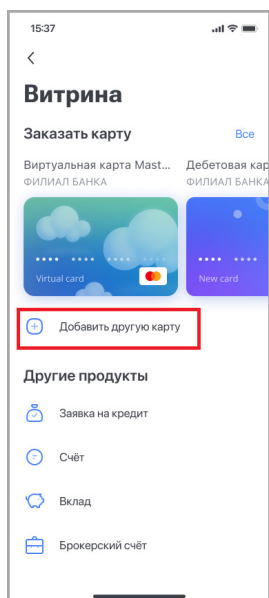 15:37
Витрина
Заказать карту Все
Виртуальная карта Mast... Дебетовая кар
ФИЛИАЛ БАНКА ФИЛИАЛ БАНКА
Virtual card New card
Добавить другую карту
Другие продукты
Заявка на кредит
Счёт
Вклад
Брокерский счёт